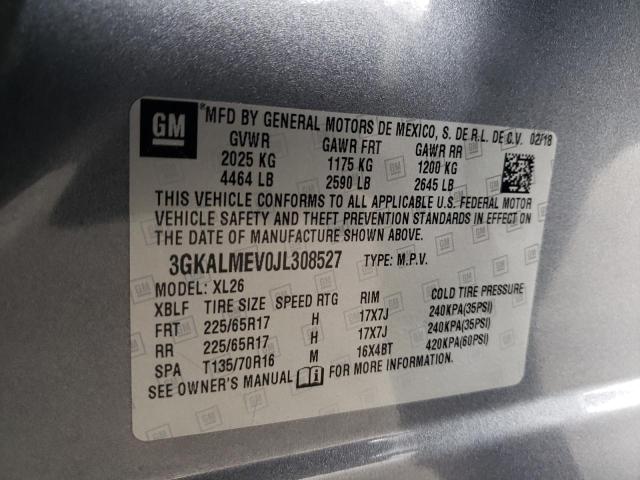 GM
*MFD BY GENERAL MOTORS DE MEXICO, S. DE R.L. DE C.V. 02/18
GVWR GAWR FRT GAWR RR
2025 KG 1175 KG 1200 KG
4464 LB 2590 LB 2645 LB
THIS VEHICLE CONFORMS TO ALL APPLICABLE U.S. FEDERAL MOTOR
VEHICLE SAFETY AND THEFT PREVENTION STANDARDS IN EFFECT ON
THE DATE OF MANUFACTURE SHOWN ABOVE.
3GKALMEV0JL308527 TYPE: M.P.V.
MODEL: XL26
XBLF TIRE SIZE SPEED RTG RIM COLD TIRE PRESSURE
FRT 225/65R17 H 17X7J 240KPA(35PSI)
RR 225/65R17 H 17X7J 240KPA(35PSI)
SPA T135/70R16 M 16X4BT 420KPA(60PSI)
SEE OWNER'S MANUAL FOR MORE INFORMATION.